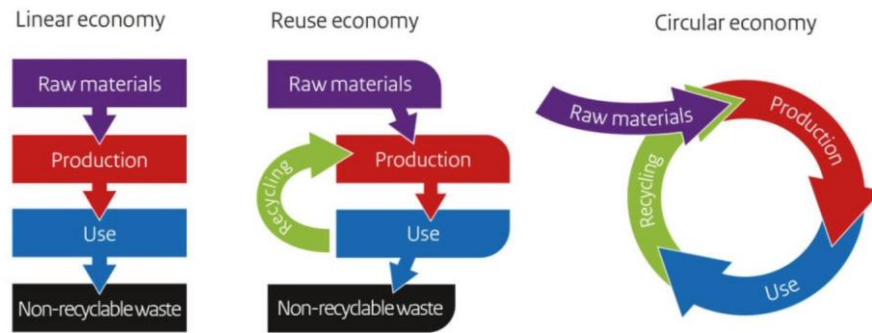 Linear economy
Raw materials
Production
Use
Non-recyclable waste
Reuse economy
Raw materials
Production
Recycling
Use
Non-recyclable waste
Circular economy
Raw materials
Production
Recycling
Use